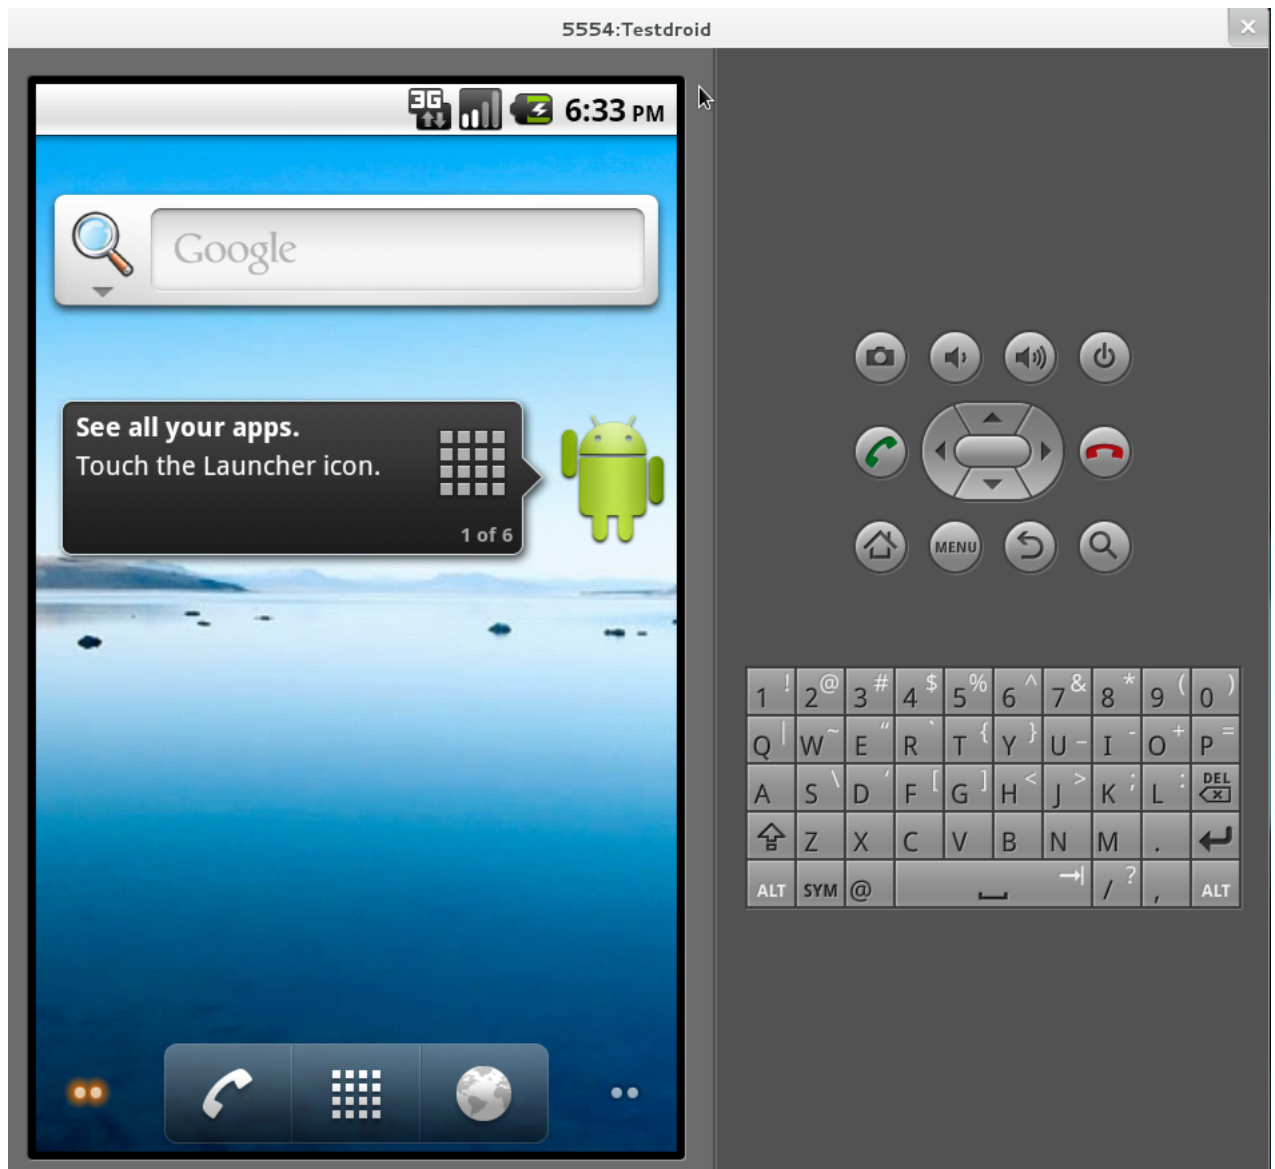 5554:Testdroid
3G 6:33 PM
Google
See all your apps.
Touch the Launcher icon.
1 of 6
MENU
1 ! 2 @ 3 # 4 $ 5 % 6 ^ 7 & 8 * 9 ( 0 )
Q | W ~ E " R ` T { Y } U _ I - O + P =
A S \ D ' F [ G ] H < J > K ; L : DEL
Z X C V B N M .
ALT SYM @ / ? , ALT